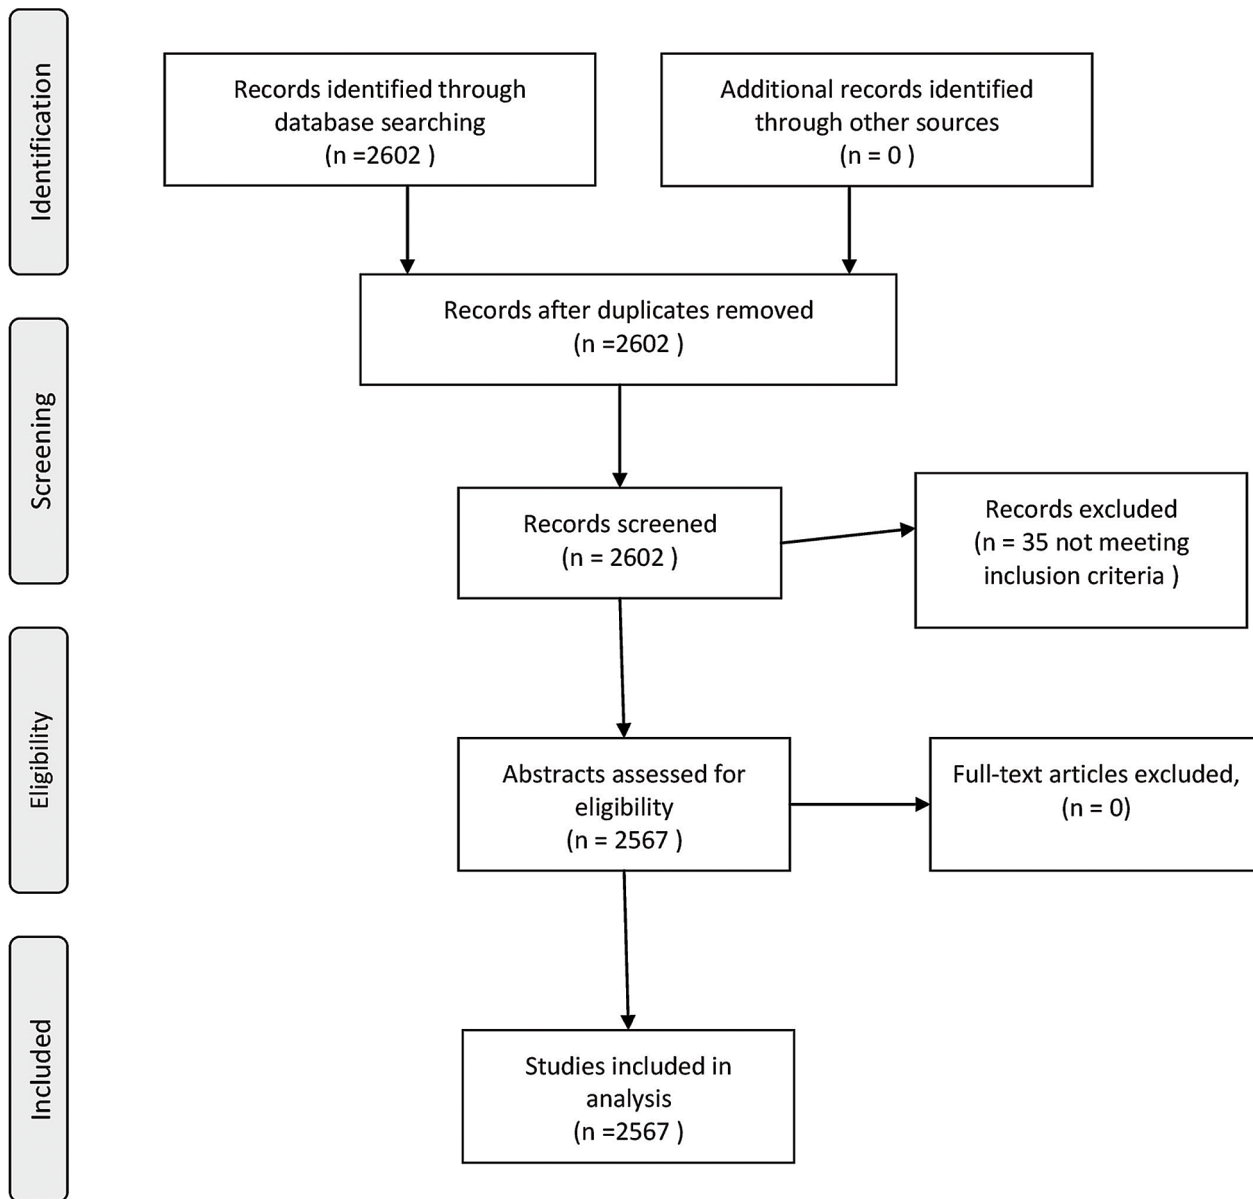 Identification
Records identified through
database searching
(n =2602 )
Additional records identified
through other sources
(n = 0 )
Records after duplicates removed
(n =2602 )
Screening
Records screened
(n = 2602 )
Records excluded
(n = 35 not meeting
inclusion criteria )
Eligibility
Abstracts assessed for
eligibility
(n = 2567 )
Full-text articles excluded,
(n = 0)
Included
Studies included in
analysis
(n =2567 )